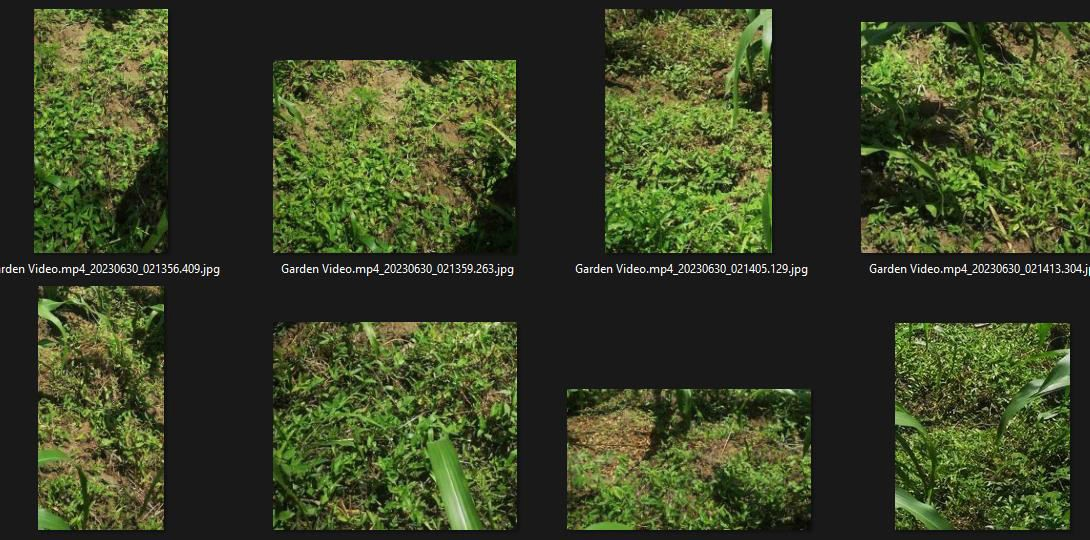 rden Video.mp4_20230630_021356.409.jpg
Garden Video.mp4_20230630_021359.263.jpg
Garden Video.mp4_20230630_021405.129.jpg
Garden Video.mp4_20230630_021413.304.j